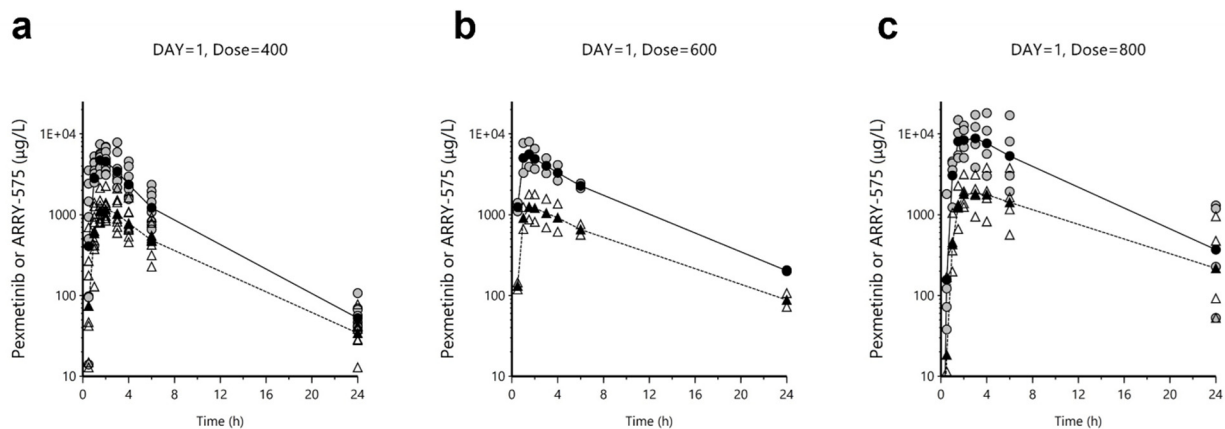 a
DAY=1, Dose=400
Pexmetinib or ARRY-575 (µg/L)
1E+04
1000
100
10
0 4 8 12 16 20 24
Time (h)
b
DAY=1, Dose=600
Pexmetinib or ARRY-575 (µg/L)
1E+04
1000
100
10
0 4 8 12 16 20 24
Time (h)
c
DAY=1, Dose=800
Pexmetinib or ARRY-575 (µg/L)
1E+04
1000
100
10
0 4 8 12 16 20 24
Time (h)